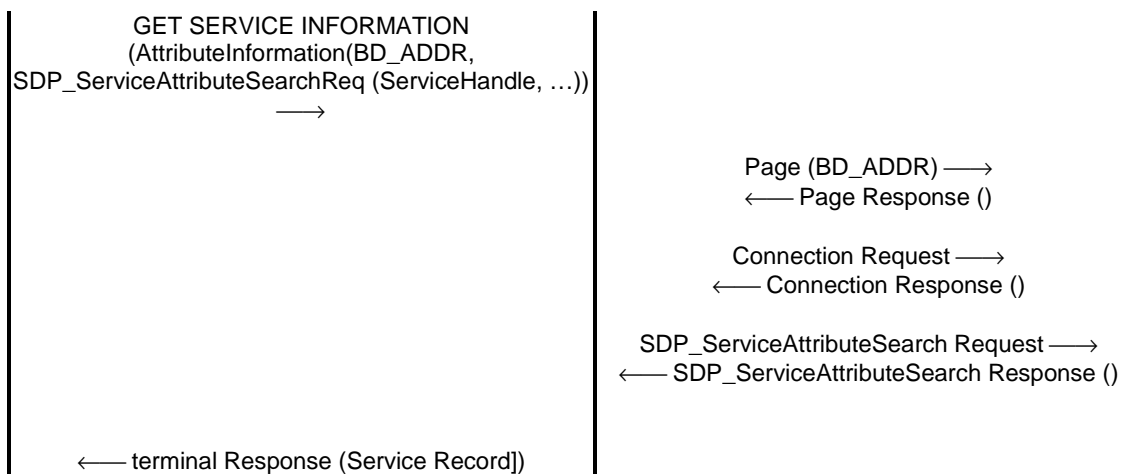 GET SERVICE INFORMATION
(AttributeInformation(BD_ADDR,
SDP_ServiceAttributeSearchReq (ServiceHandle, …))
⟶
Page (BD_ADDR) ⟶
⟵ Page Response ()
Connection Request ⟶
⟵ Connection Response ()
SDP_ServiceAttributeSearch Request ⟶
⟵ SDP_ServiceAttributeSearch Response ()
⟵ terminal Response (Service Record])